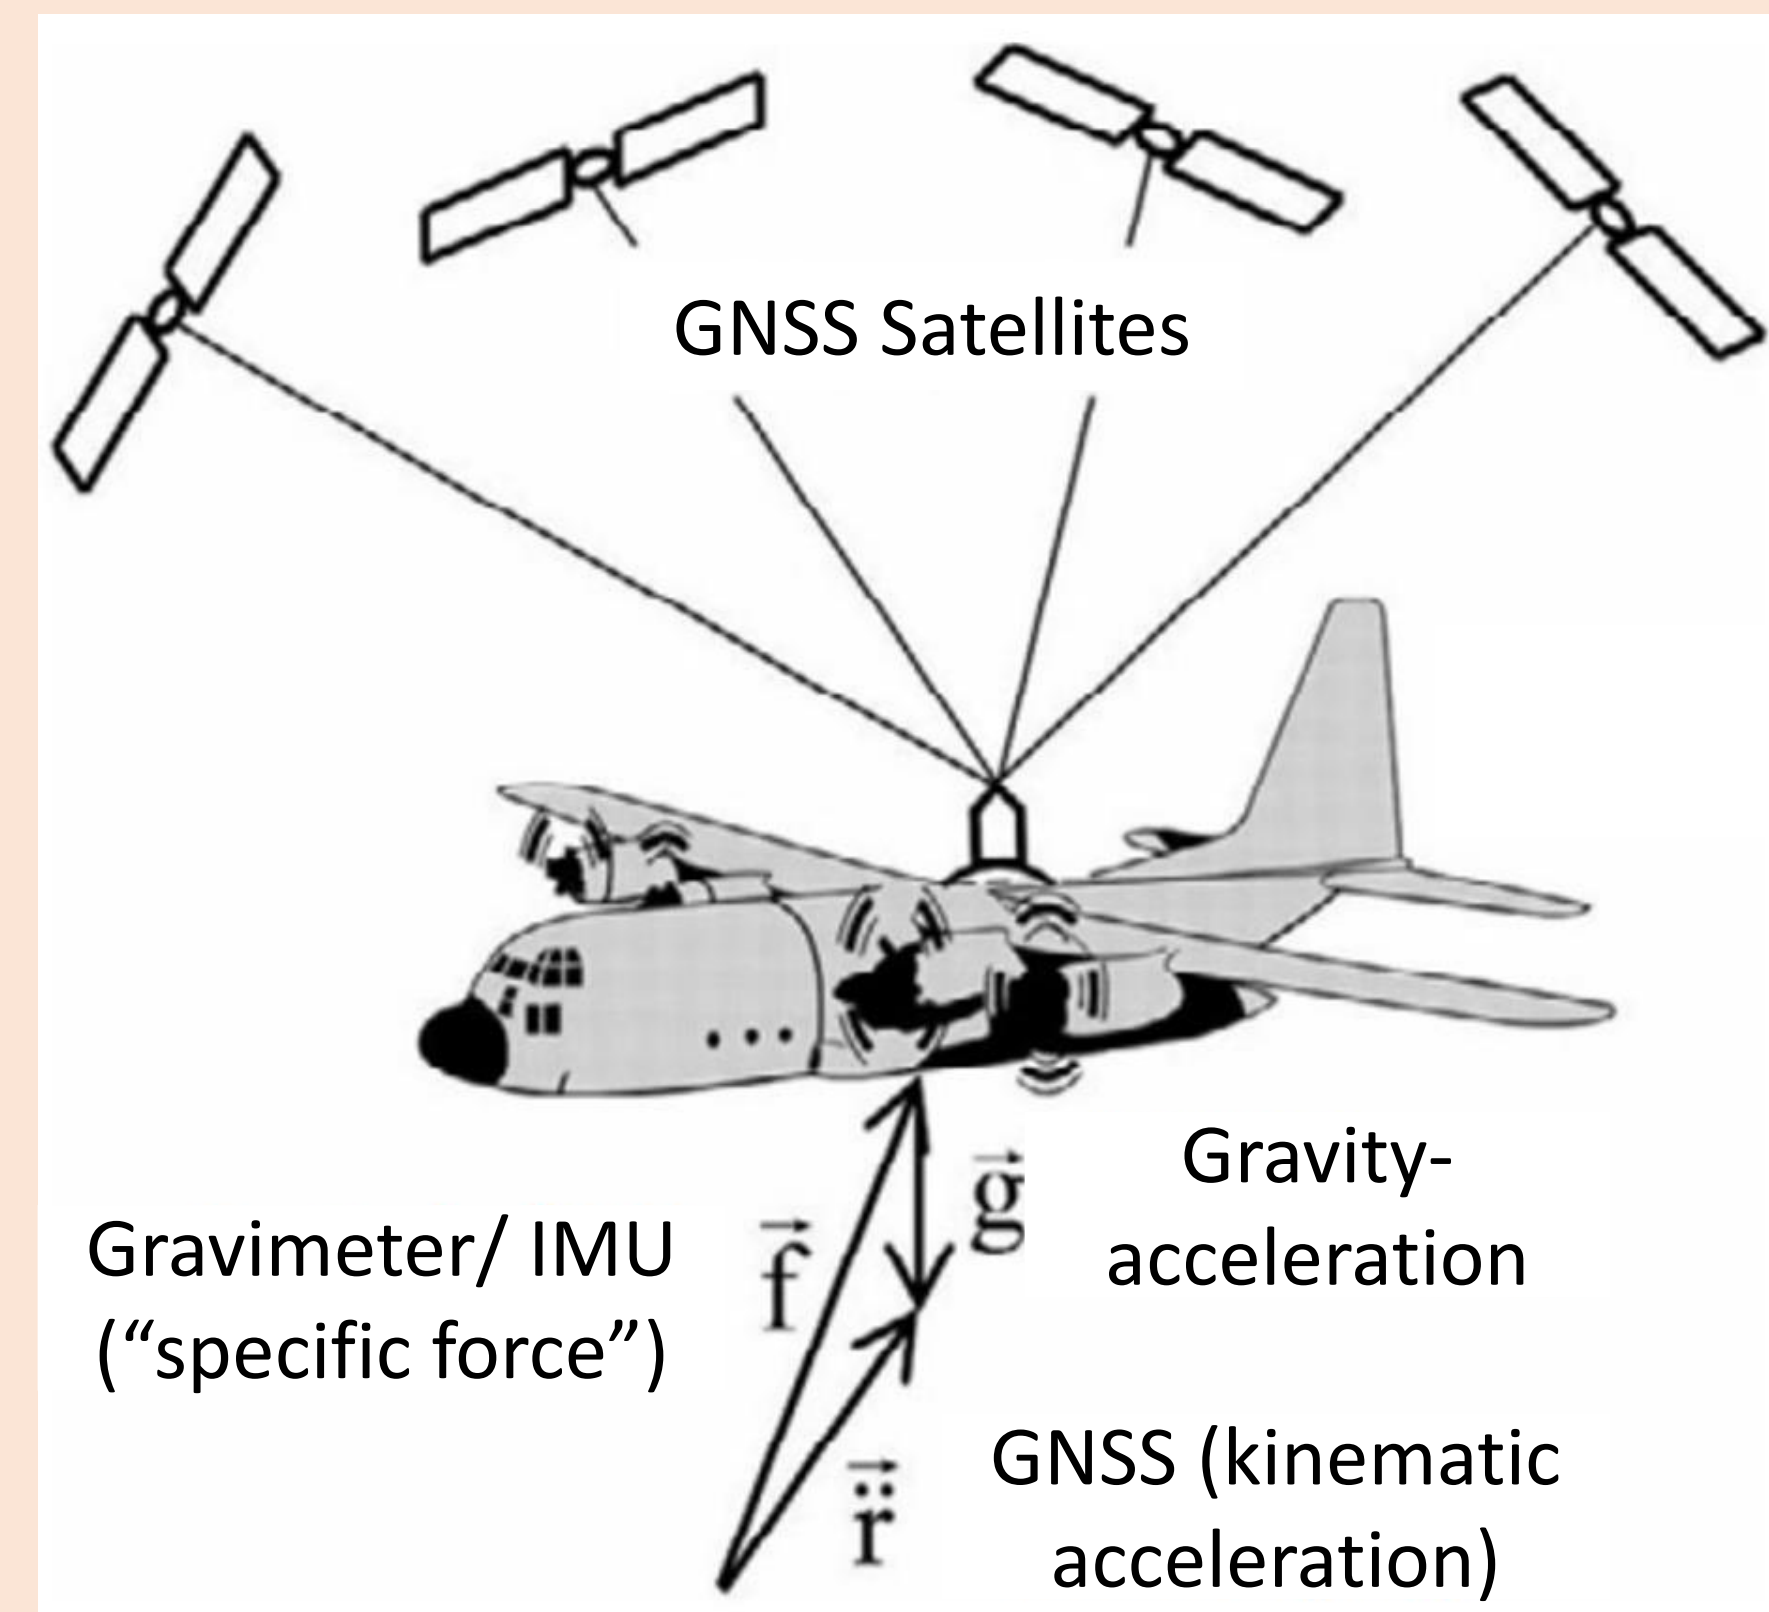 GNSS Satellites
Gravity-
acceleration
g⃗
Gravimeter/ IMU
(“specific force”)
f⃗
GNSS (kinematic
acceleration)
r̈⃗